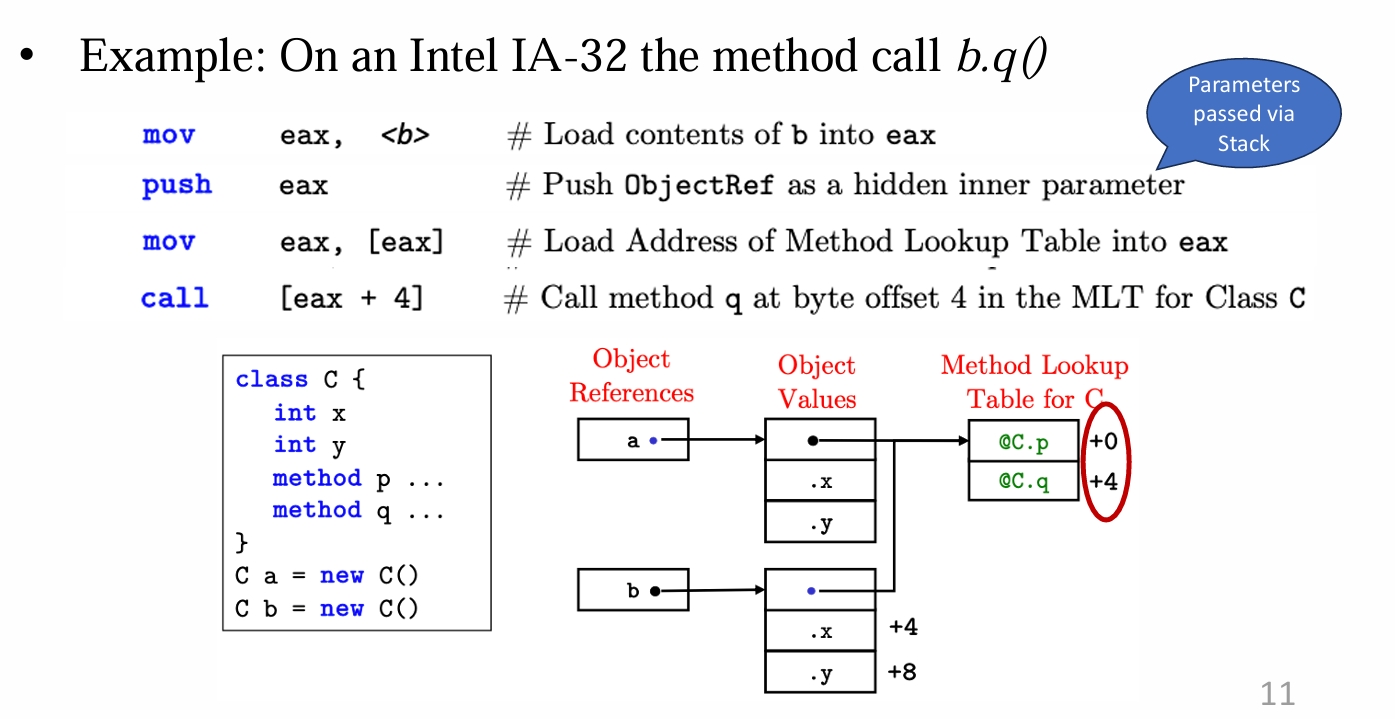 • Example: On an Intel IA-32 the method call b.q()
Parameters
passed via
Stack
mov eax, <b> # Load contents of b into eax
push eax # Push ObjectRef as a hidden inner parameter
mov eax, [eax] # Load Address of Method Lookup Table into eax
call [eax + 4] # Call method q at byte offset 4 in the MLT for Class C
class C {
int x
int y
method p ...
method q ...
}
C a = new C()
C b = new C()
Object
References
Object
Values
Method Lookup
Table for C
a
.x
.y
@C.p +0
@C.q +4
b
.x +4
.y +8
11